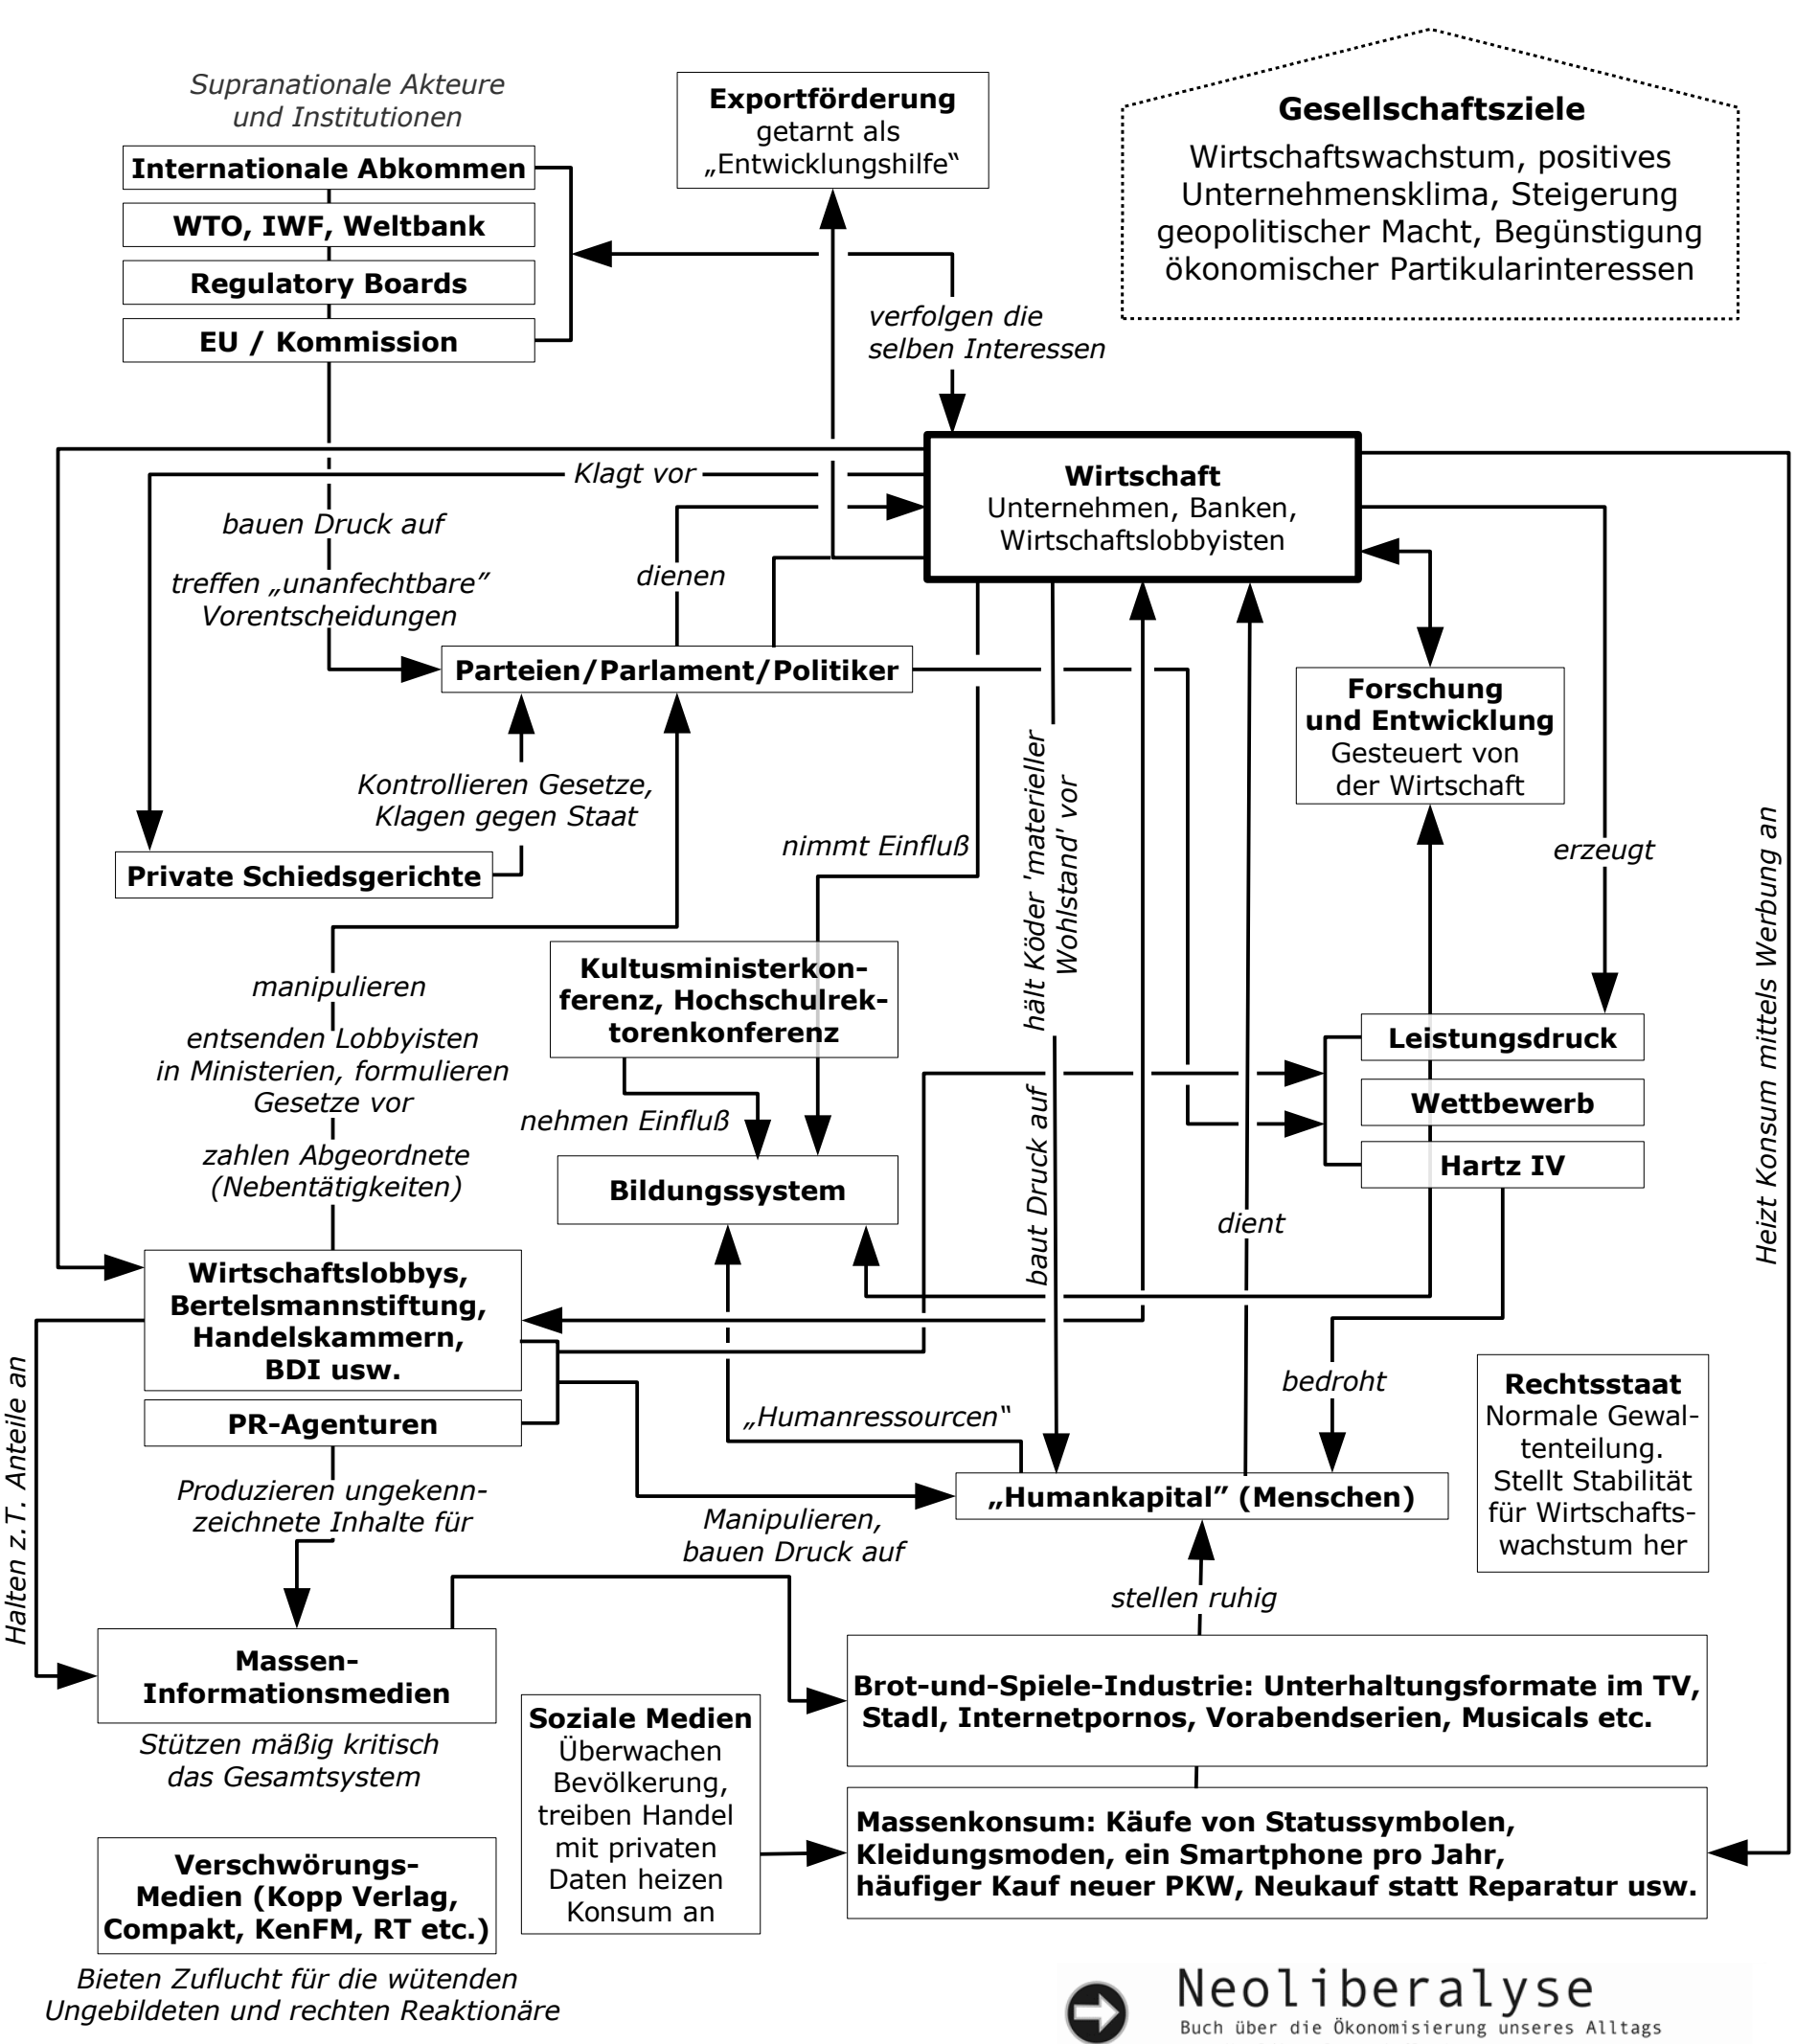 Supranationale Akteure
und Institutionen
Internationale Abkommen
WTO, IWF, Weltbank
Regulatory Boards
EU / Kommission
Exportförderung
getarnt als
„Entwicklungshilfe“
Gesellschaftsziele
Wirtschaftswachstum, positives
Unternehmensklima, Steigerung
geopolitischer Macht, Begünstigung
ökonomischer Partikularinteressen
verfolgen die
selben Interessen
Klagt vor
Wirtschaft
Unternehmen, Banken,
Wirtschaftslobbyisten
bauen Druck auf
treffen „unanfechtbare”
Vorentscheidungen
dienen
Parteien/Parlament/Politiker
Forschung
und Entwicklung
Gesteuert von
der Wirtschaft
Kontrollieren Gesetze,
Klagen gegen Staat
Private Schiedsgerichte
nimmt Einfluß
hält Köder 'materieller
Wohlstand' vor
erzeugt
Heizt Konsum mittels Werbung an
manipulieren
entsenden Lobbyisten
in Ministerien, formulieren
Gesetze vor
zahlen Abgeordnete
(Nebentätigkeiten)
Kultusministerkon-
ferenz, Hochschulrek-
torenkonferenz
nehmen Einfluß
Bildungssystem
baut Druck auf
dient
Leistungsdruck
Wettbewerb
Hartz IV
Wirtschaftslobbys,
Bertelsmannstiftung,
Handelskammern,
BDI usw.
PR-Agenturen
Halten z.T. Anteile an
„Humanressourcen“
bedroht
Rechtsstaat
Normale Gewal-
tenteilung.
Stellt Stabilität
für Wirtschafts-
wachstum her
Produzieren ungekenn-
zeichnete Inhalte für
Manipulieren,
bauen Druck auf
„Humankapital” (Menschen)
stellen ruhig
Massen-
Informationsmedien
Stützen mäßig kritisch
das Gesamtsystem
Soziale Medien
Überwachen
Bevölkerung,
treiben Handel
mit privaten
Daten heizen
Konsum an
Brot-und-Spiele-Industrie: Unterhaltungsformate im TV,
Stadl, Internetpornos, Vorabendserien, Musicals etc.
Massenkonsum: Käufe von Statussymbolen,
Kleidungsmoden, ein Smartphone pro Jahr,
häufiger Kauf neuer PKW, Neukauf statt Reparatur usw.
Verschwörungs-
Medien (Kopp Verlag,
Compakt, KenFM, RT etc.)
Bieten Zuflucht für die wütenden
Ungebildeten und rechten Reaktionäre
Neoliberalyse
Buch über die Ökonomisierung unseres Alltags